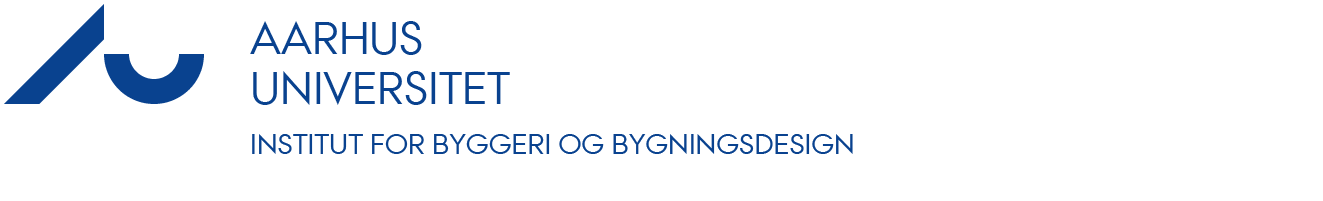 AARHUS
UNIVERSITET
INSTITUT FOR BYGGERI OG BYGNINGSDESIGN